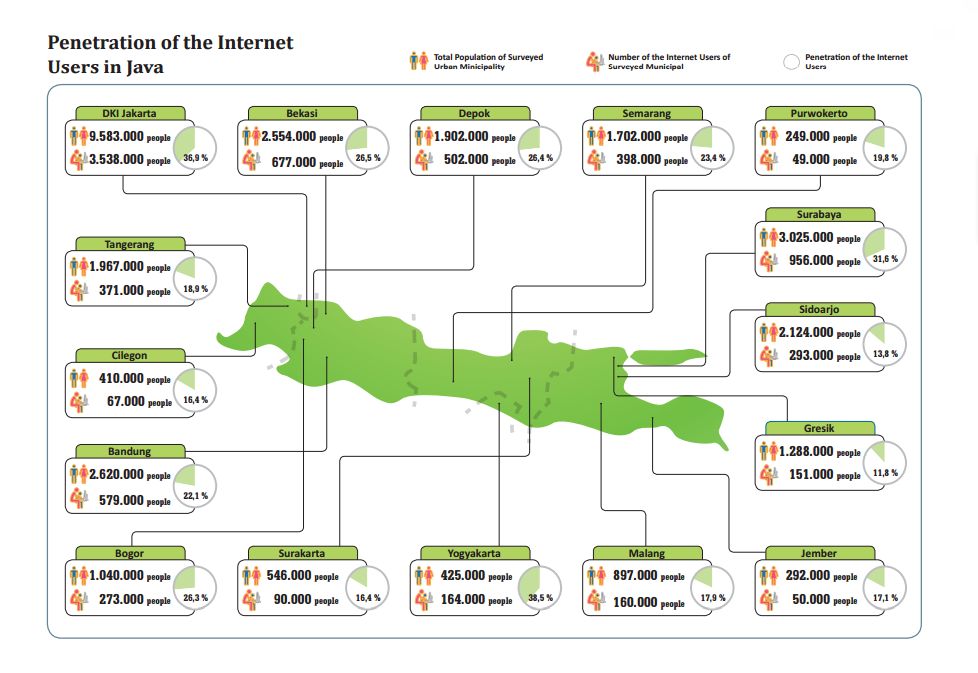 Penetration of the Internet
Users in Java
Total Population of Surveyed
Urban Minicipality
Number of the Internet Users of
Surveyed Municipal
Penetration of the Internet
Users
DKI Jakarta
9.583.000 people
3.538.000 people
36,9 %
Bekasi
2.554.000 people
677.000 people
26,5 %
Depok
1.902.000 people
502.000 people
26,4 %
Semarang
1.702.000 people
398.000 people
23,4 %
Purwokerto
249.000 people
49.000 people
19,8 %
Tangerang
1.967.000 people
371.000 people
18,9 %
Surabaya
3.025.000 people
956.000 people
31,6 %
Cilegon
410.000 people
67.000 people
16,4 %
Sidoarjo
2.124.000 people
293.000 people
13,8 %
Bandung
2.620.000 people
579.000 people
22,1 %
Gresik
1.288.000 people
151.000 people
11,8 %
Bogor
1.040.000 people
273.000 people
26,3 %
Surakarta
546.000 people
90.000 people
16,4 %
Yogyakarta
425.000 people
164.000 people
38,5 %
Malang
897.000 people
160.000 people
17,9 %
Jember
292.000 people
50.000 people
17,1 %